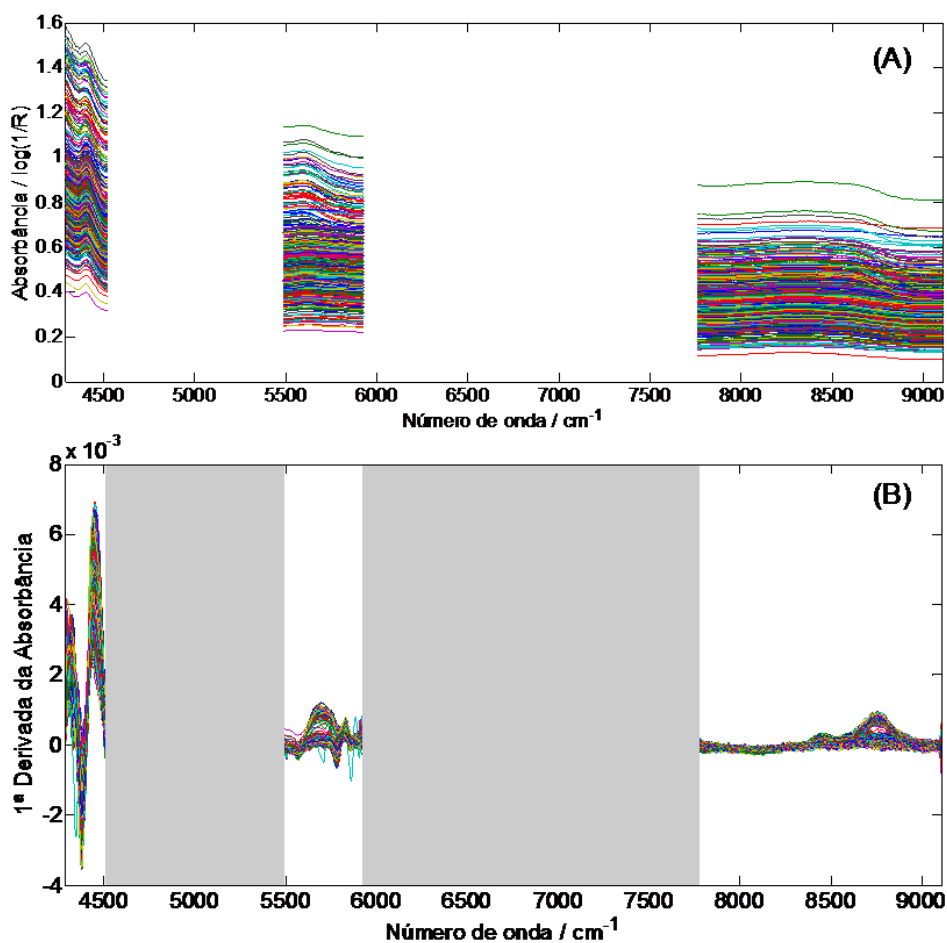 1.6
1.4
1.2
1
0.8
0.6
0.4
0.2
0
Absorbância / log(1/R)
(A)
4500 5000 5500 6000 6500 7000 7500 8000 8500 9000
Número de onda / cm-1
x 10-3
8
6
4
2
0
-2
-4
1ª Derivada da Absorbância
(B)
4500 5000 5500 6000 6500 7000 7500 8000 8500 9000
Número de onda / cm-1